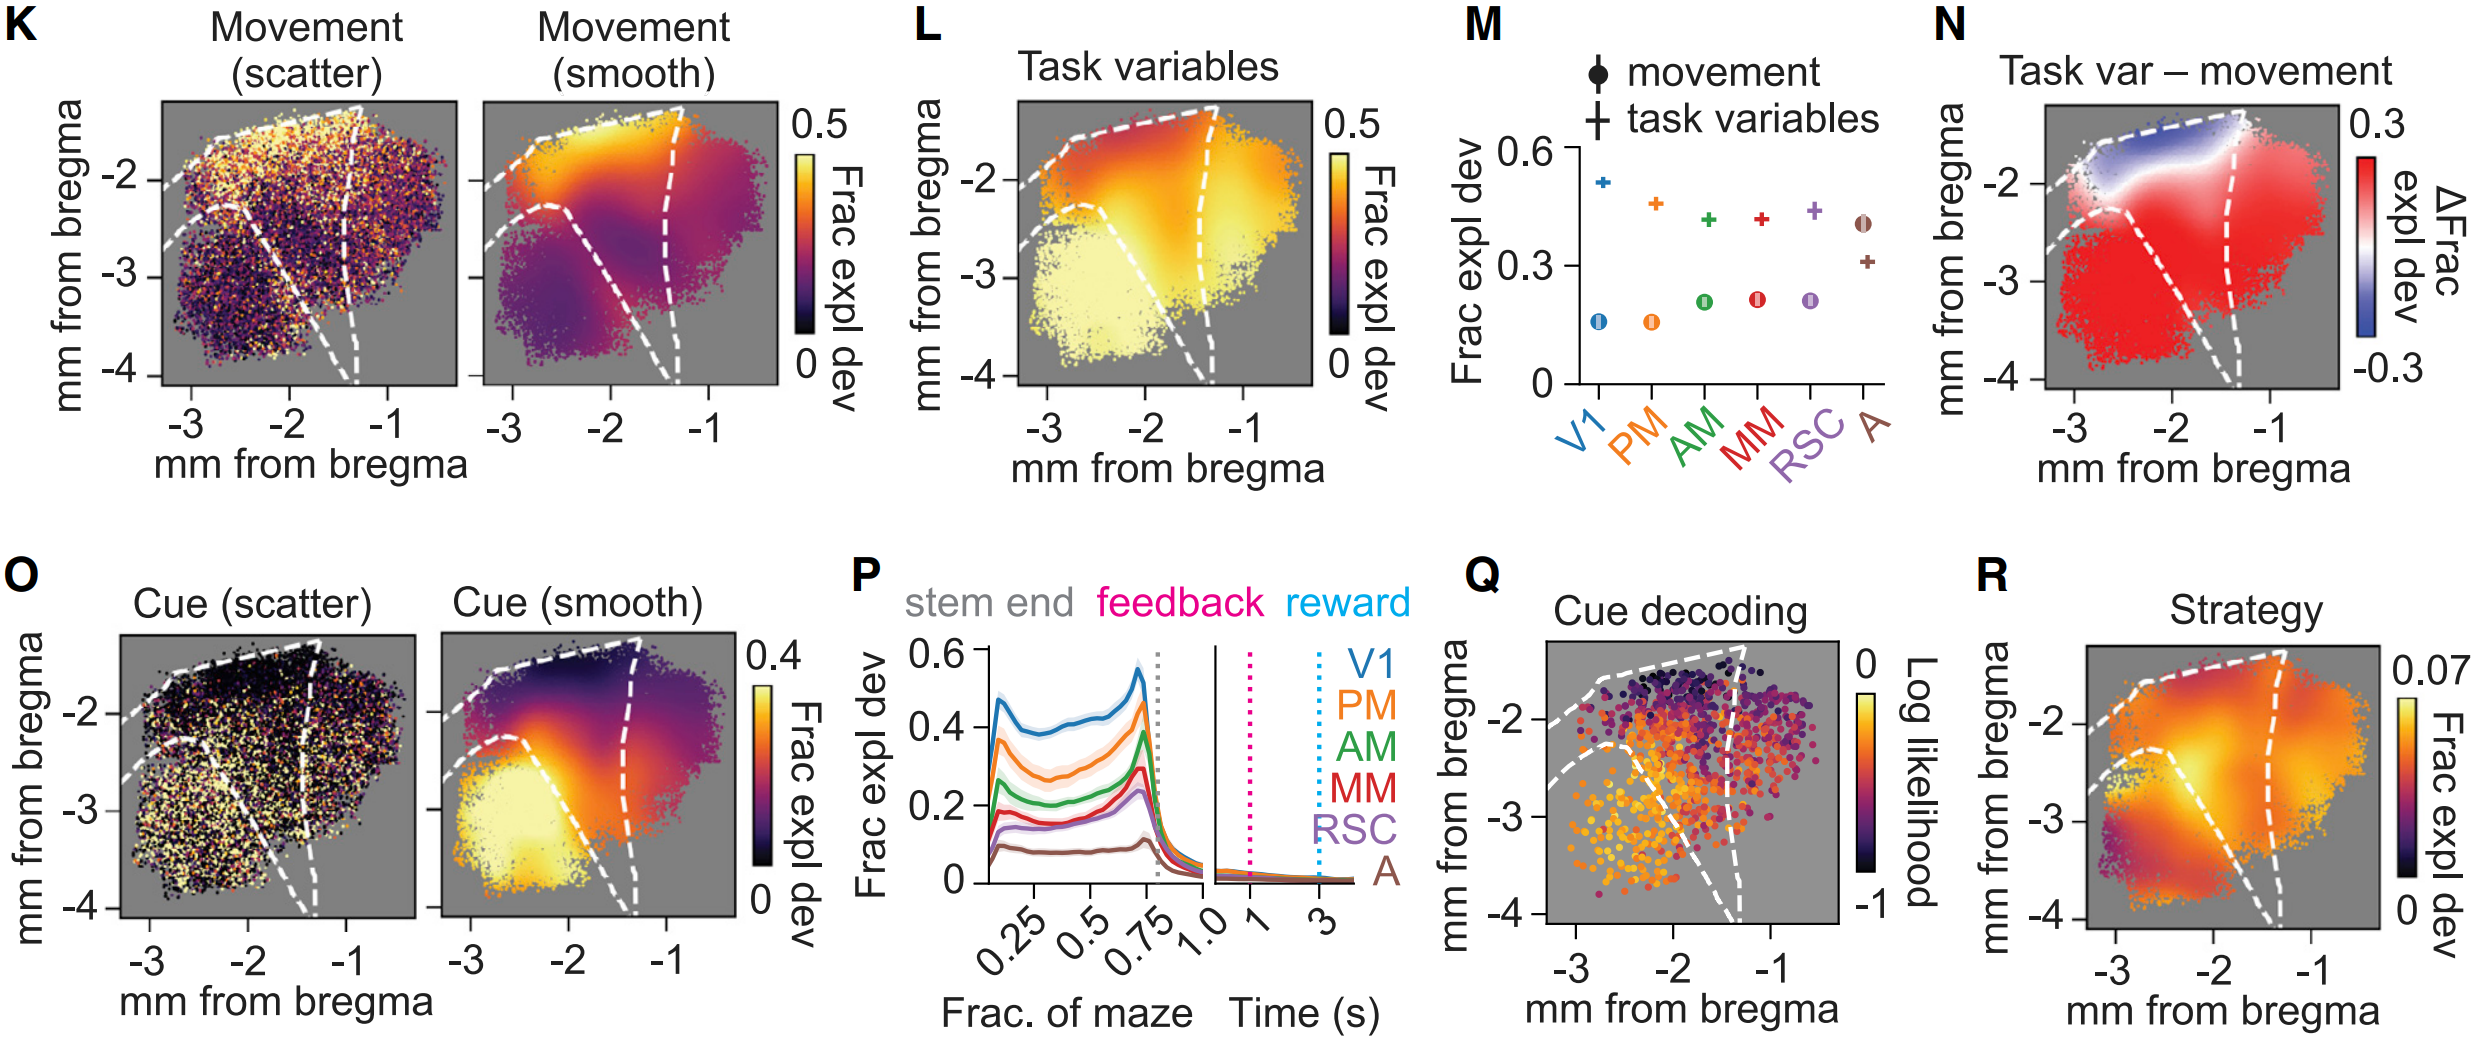 K
Movement
(scatter)
Movement
(smooth)
mm from bregma
-2
-3
-4
-3
-2
-1
mm from bregma
-3
-2
-1
0.5
0
Frac expl dev
L
Task variables
mm from bregma
-2
-3
-4
-3
-2
-1
mm from bregma
0.5
0
Frac expl dev
M
movement
task variables
Frac expl dev
0.6
0.3
0
V1
PM
AM
MM
RSC
A
N
Task var – movement
mm from bregma
-2
-3
-4
-3
-2
-1
mm from bregma
0.3
-0.3
ΔFrac
expl dev
O
Cue (scatter)
Cue (smooth)
mm from bregma
-2
-3
-4
-3
-2
-1
mm from bregma
-3
-2
-1
0.4
0
Frac expl dev
P
stem end feedback reward
Frac expl dev
0.6
0.4
0.2
0
V1
PM
AM
MM
RSC
A
0.25
0.5
0.75
1.0
1
3
Frac. of maze
Time (s)
Q
Cue decoding
mm from bregma
-2
-3
-4
-3
-2
-1
mm from bregma
0
-1
Log likelihood
R
Strategy
mm from bregma
-2
-3
-4
-3
-2
-1
mm from bregma
0.07
0
Frac expl dev